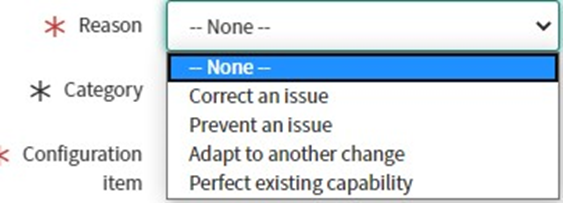 * Reason
-- None --
-- None --
* Category
Correct an issue
Prevent an issue
* Configuration item
Adapt to another change
Perfect existing capability